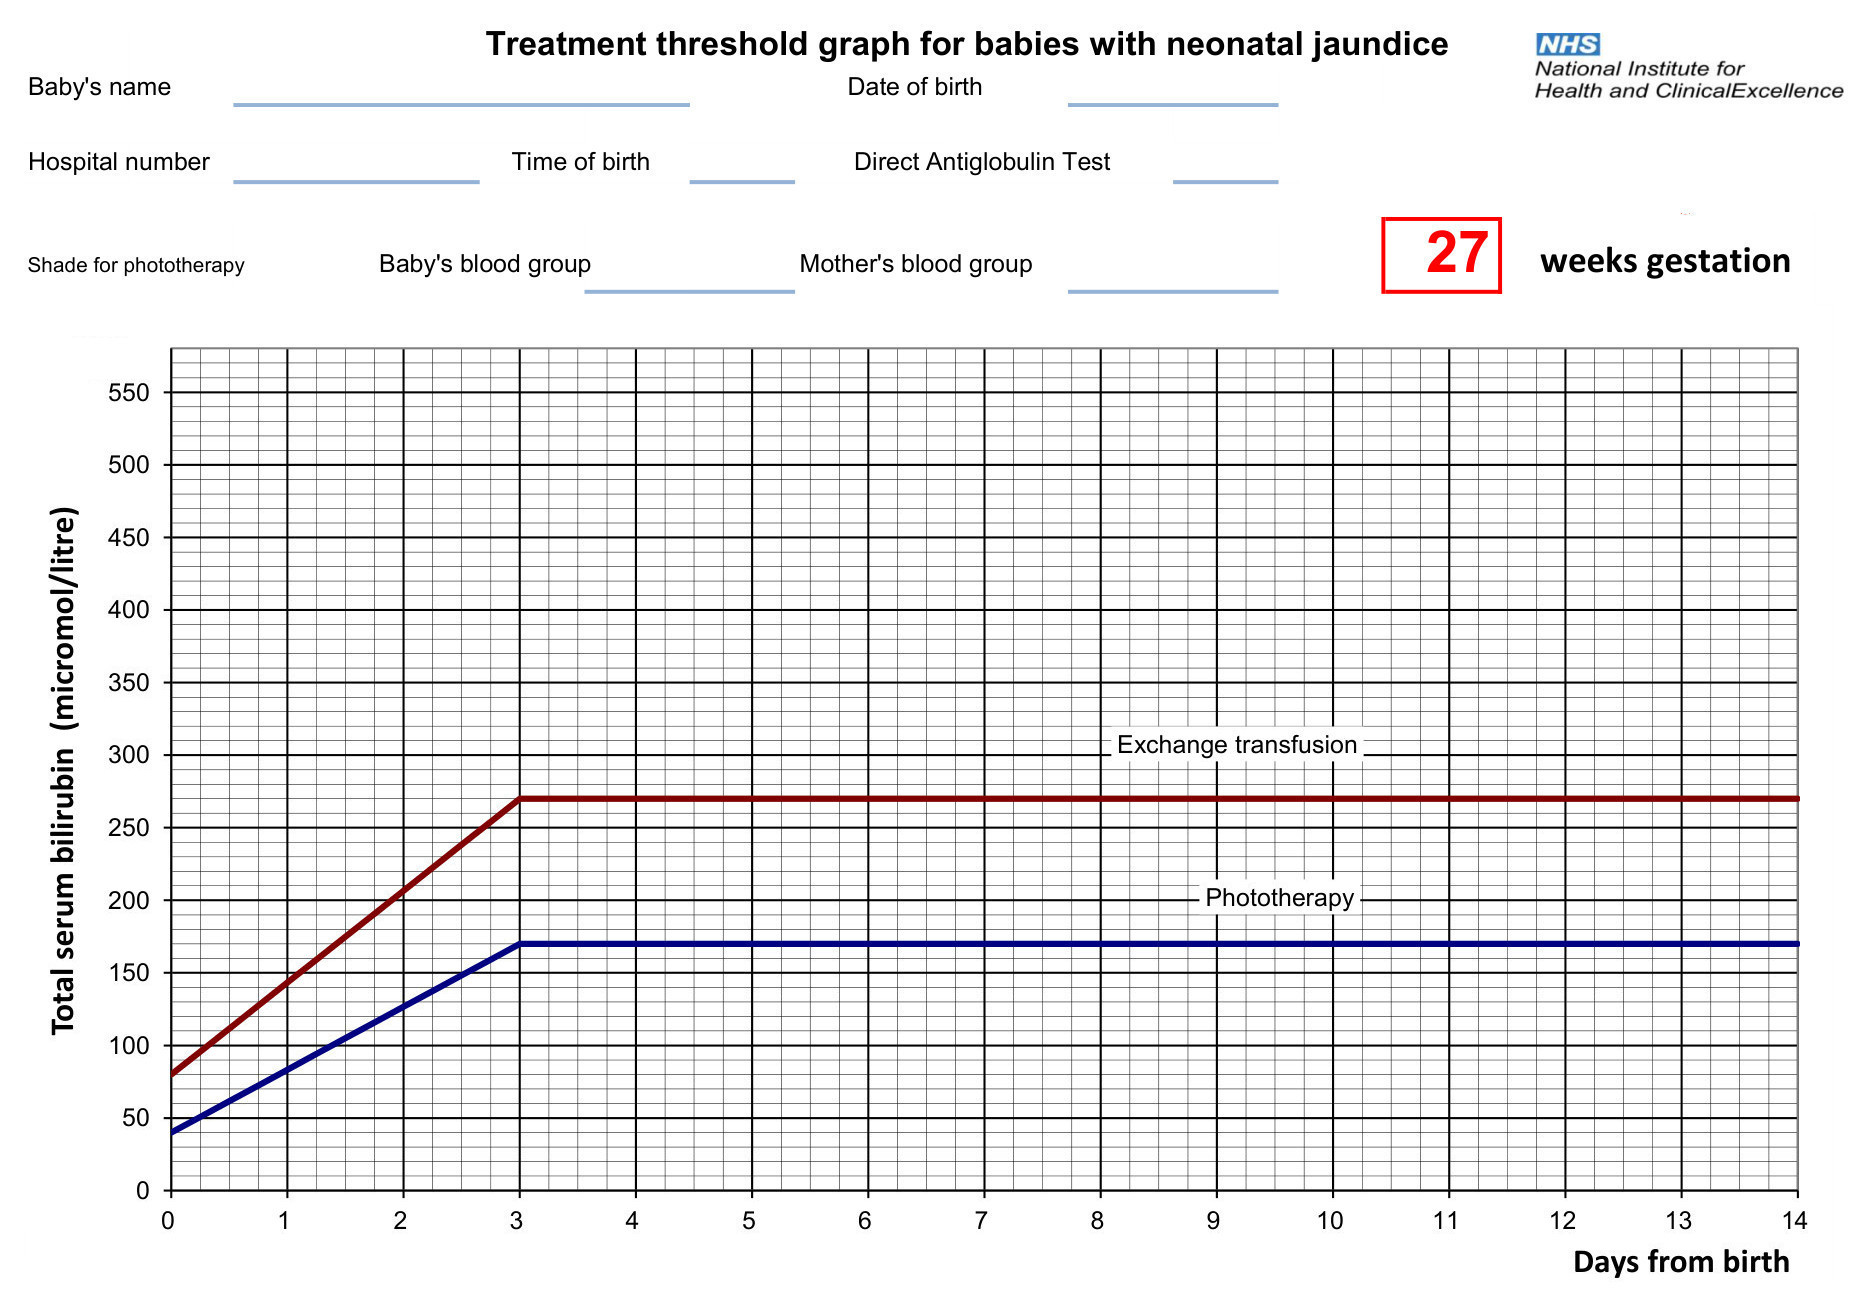 Treatment threshold graph for babies with neonatal jaundice
NHS
National Institute for
Health and ClinicalExcellence
Baby's name
Date of birth
Hospital number
Time of birth
Direct Antiglobulin Test
Shade for phototherapy
Baby's blood group
Mother's blood group
27
weeks gestation
Total serum bilirubin (micromol/litre)
550
500
450
400
350
300
250
200
150
100
50
0
Exchange transfusion
Phototherapy
0 1 2 3 4 5 6 7 8 9 10 11 12 13 14
Days from birth